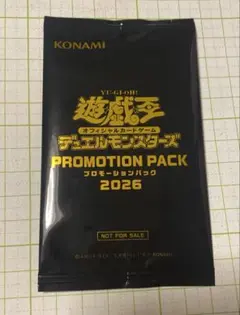 KONAMI
YU-GI-OH!
遊戯王
オフィシャルカードゲーム
デュエルモンスターズ
PROMOTION PACK
プロモーションパック
2026
NOT FOR SALE